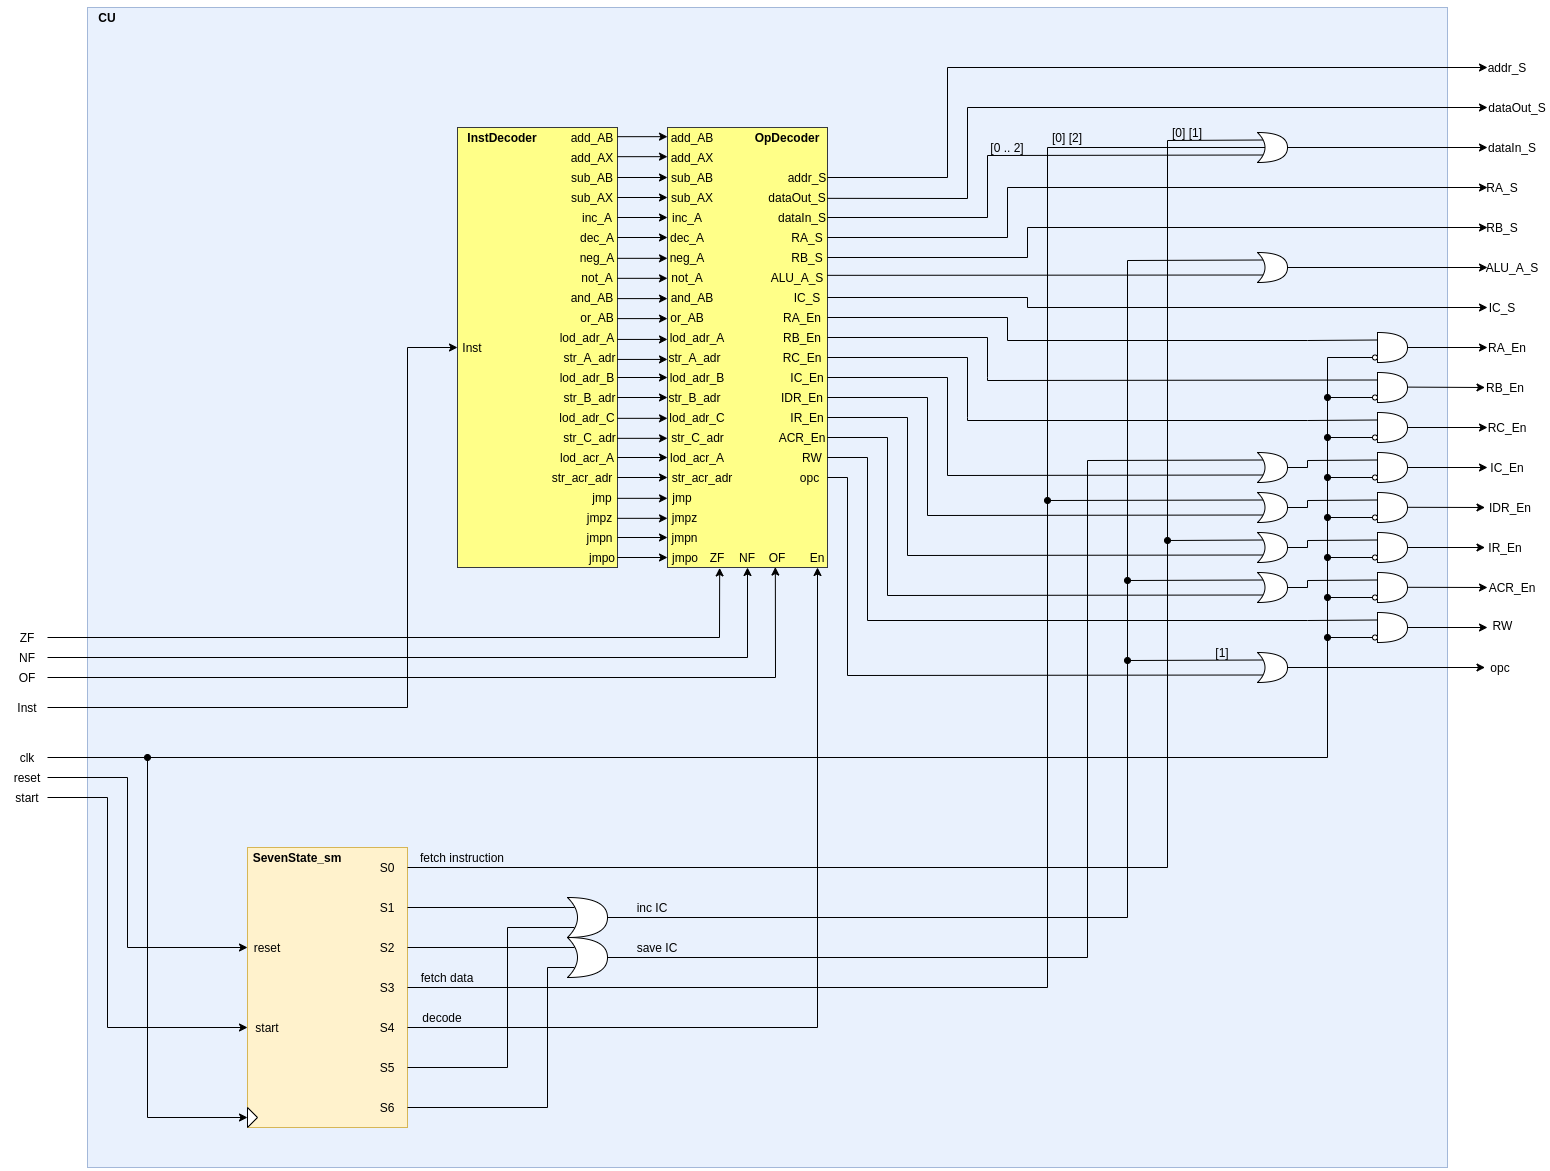 CU
addr_S
dataOut_S
[0] [1]
[0] [2]
[0 .. 2]
dataIn_S
RA_S
RB_S
ALU_A_S
IC_S
RA_En
RB_En
RC_En
IC_En
IDR_En
IR_En
ACR_En
RW
[1]
opc
InstDecoder
Inst
add_AB
add_AX
sub_AB
sub_AX
inc_A
dec_A
neg_A
not_A
and_AB
or_AB
lod_adr_A
str_A_adr
lod_adr_B
str_B_adr
lod_adr_C
str_C_adr
lod_acr_A
str_acr_adr
jmp
jmpz
jmpn
jmpo
OpDecoder
add_AB
add_AX
sub_AB
sub_AX
inc_A
dec_A
neg_A
not_A
and_AB
or_AB
lod_adr_A
str_A_adr
lod_adr_B
str_B_adr
lod_adr_C
str_C_adr
lod_acr_A
str_acr_adr
jmp
jmpz
jmpn
jmpo ZF NF OF En
addr_S
dataOut_S
dataIn_S
RA_S
RB_S
ALU_A_S
IC_S
RA_En
RB_En
RC_En
IC_En
IDR_En
IR_En
ACR_En
RW
opc
ZF
NF
OF
Inst
clk
reset
start
SevenState_sm
reset
start
S0
S1
S2
S3
S4
S5
S6
fetch instruction
inc IC
save IC
fetch data
decode